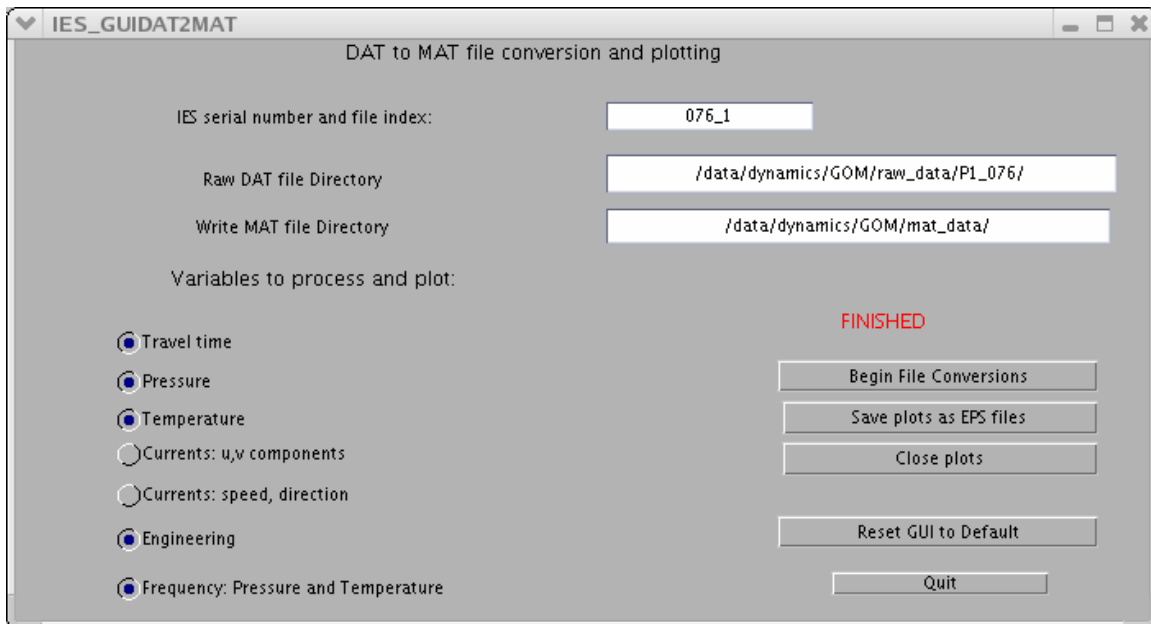 IES_GUIDAT2MAT
DAT to MAT file conversion and plotting
IES serial number and file index: 076_1
Raw DAT file Directory /data/dynamics/GOM/raw_data/P1_076/
Write MAT file Directory /data/dynamics/GOM/mat_data/
Variables to process and plot:
FINISHED
Travel time
Begin File Conversions
Pressure
Save plots as EPS files
Temperature
Currents: u,v components
Close plots
Currents: speed, direction
Engineering
Reset GUI to Default
Frequency: Pressure and Temperature
Quit